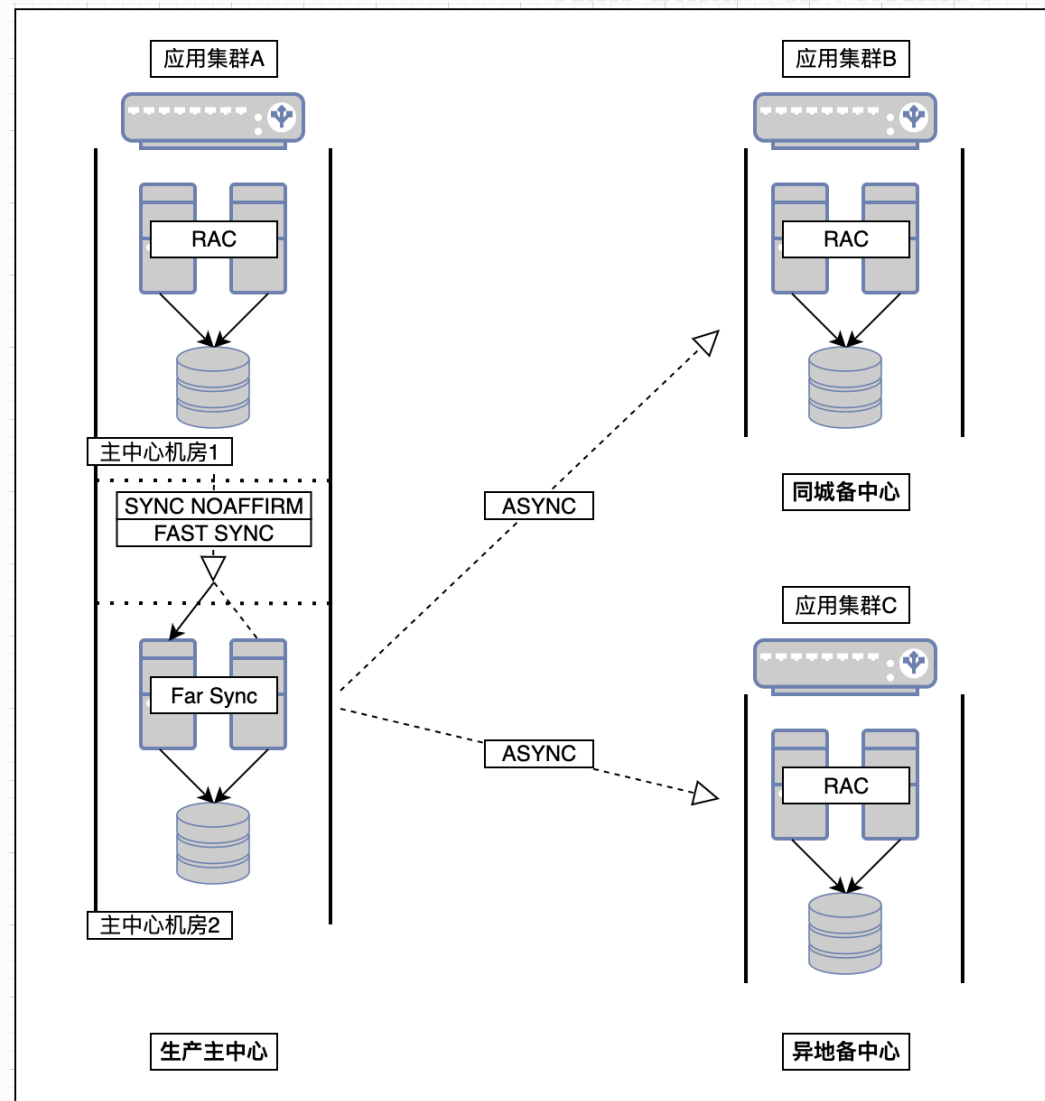 应用集群A
RAC
主中心机房1
SYNC NOAFFIRM
FAST SYNC
Far Sync
主中心机房2
生产主中心
ASYNC
ASYNC
应用集群B
RAC
同城备中心
应用集群C
RAC
异地备中心